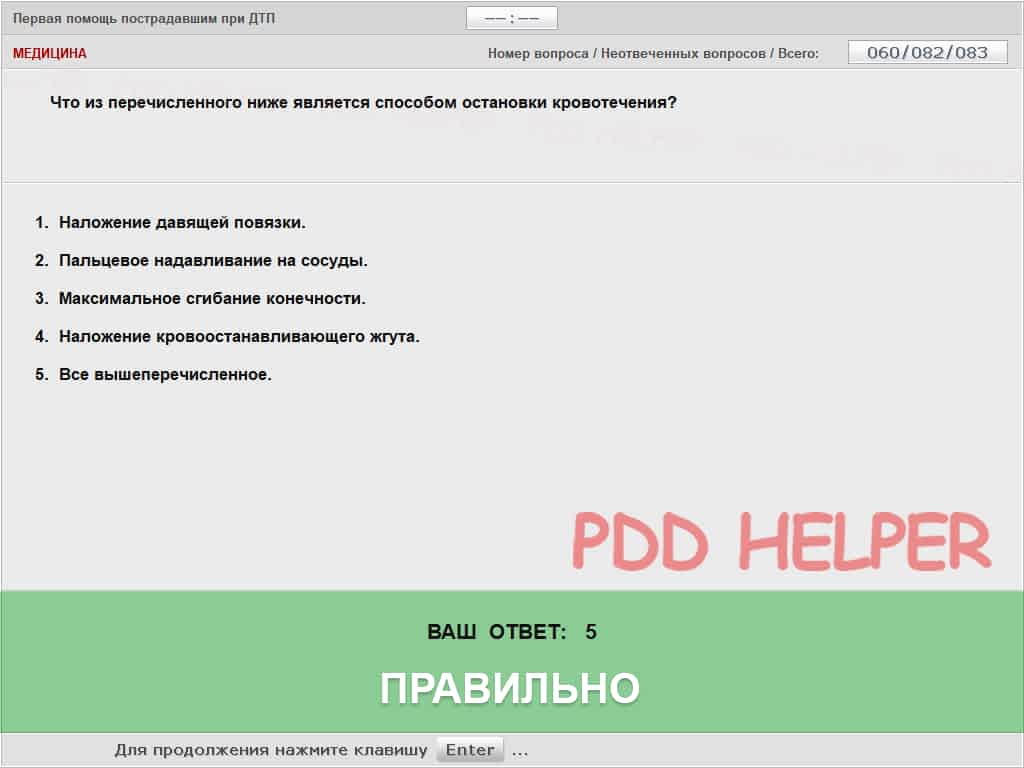 Первая помощь пострадавшим при ДТП
——:——
МЕДИЦИНА
Номер вопроса / Неотвеченных вопросов / Всего:
060/082/083
Что из перечисленного ниже является способом остановки кровотечения?
1. Наложение давящей повязки.
2. Пальцевое надавливание на сосуды.
3. Максимальное сгибание конечности.
4. Наложение кровоостанавливающего жгута.
5. Все вышеперечисленное.
PDD HELPER
ВАШ ОТВЕТ: 5
ПРАВИЛЬНО
Для продолжения нажмите клавишу Enter ...